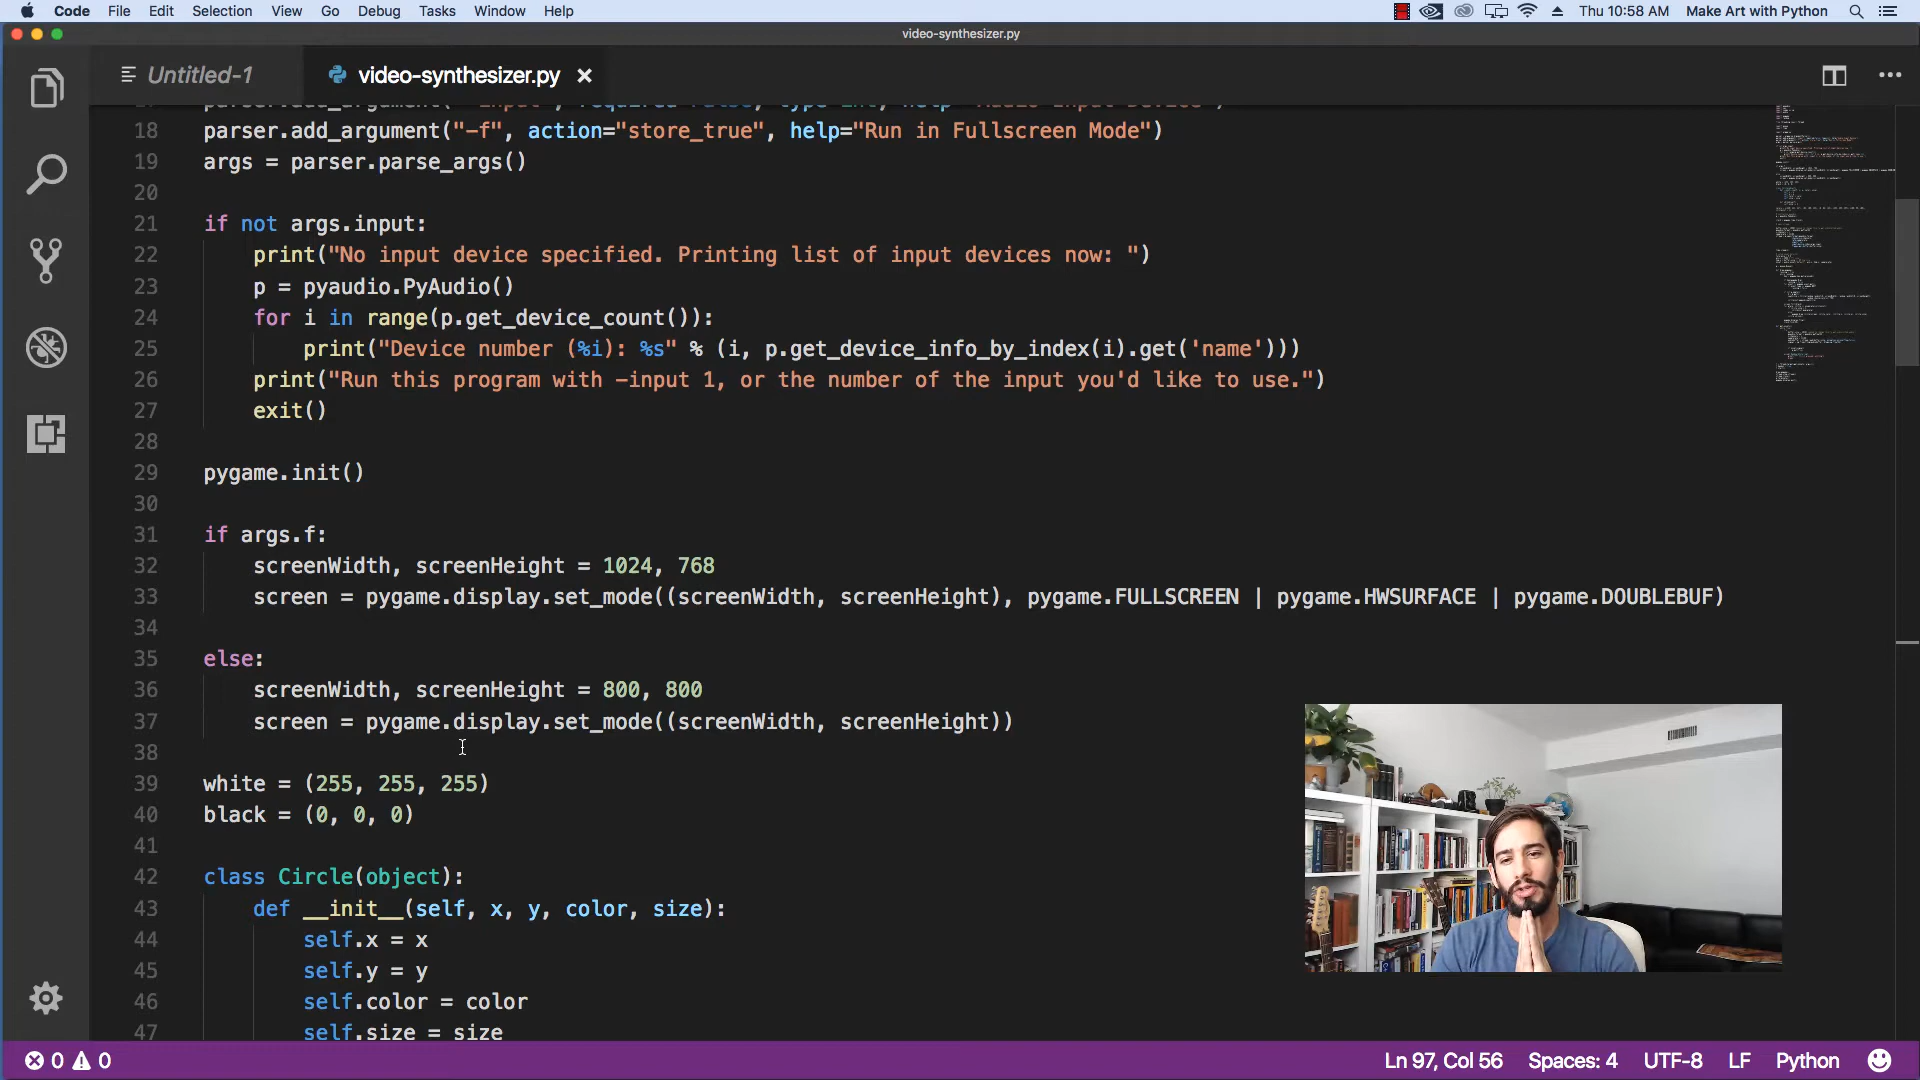 Code File Edit Selection View Go Debug Tasks Window Help Thu 10:58 AM Make Art with Python
video-synthesizer.py
Untitled-1 video-synthesizer.py
18 parser.add_argument("-f", action="store_true", help="Run in Fullscreen Mode")
19 args = parser.parse_args()
20
21 if not args.input:
22 print("No input device specified. Printing list of input devices now: ")
23 p = pyaudio.PyAudio()
24 for i in range(p.get_device_count()):
25 print("Device number (%i): %s" % (i, p.get_device_info_by_index(i).get('name')))
26 print("Run this program with -input 1, or the number of the input you'd like to use.")
27 exit()
28
29 pygame.init()
30
31 if args.f:
32 screenWidth, screenHeight = 1024, 768
33 screen = pygame.display.set_mode((screenWidth, screenHeight), pygame.FULLSCREEN | pygame.HWSURFACE | pygame.DOUBLEBUF)
34
35 else:
36 screenWidth, screenHeight = 800, 800
37 screen = pygame.display.set_mode((screenWidth, screenHeight))
38
39 white = (255, 255, 255)
40 black = (0, 0, 0)
41
42 class Circle(object):
43 def __init__(self, x, y, color, size):
44 self.x = x
45 self.y = y
46 self.color = color
47 self.size = size
0 0 Ln 97, Col 56 Spaces: 4 UTF-8 LF Python